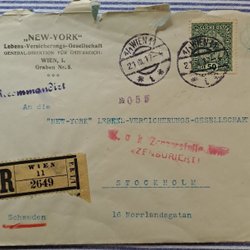 „NEW-YORK"
Lebens-Versicherungs-Gesellschaft
GENERALDIREKTION FÜR ÖSTERREICH
WIEN, I.
Graben No. 8.
WIEN
Recommandirt
An die
"NEW-YORK" LEBEN-VERSICHERUNGS-GESELLSCHAFT
K. u. k. Zensurstelle Wien
ZENSURIERT
R
WIEN
11
2649
STOCKHOLM
Schweden
16 Norrlandsgatan